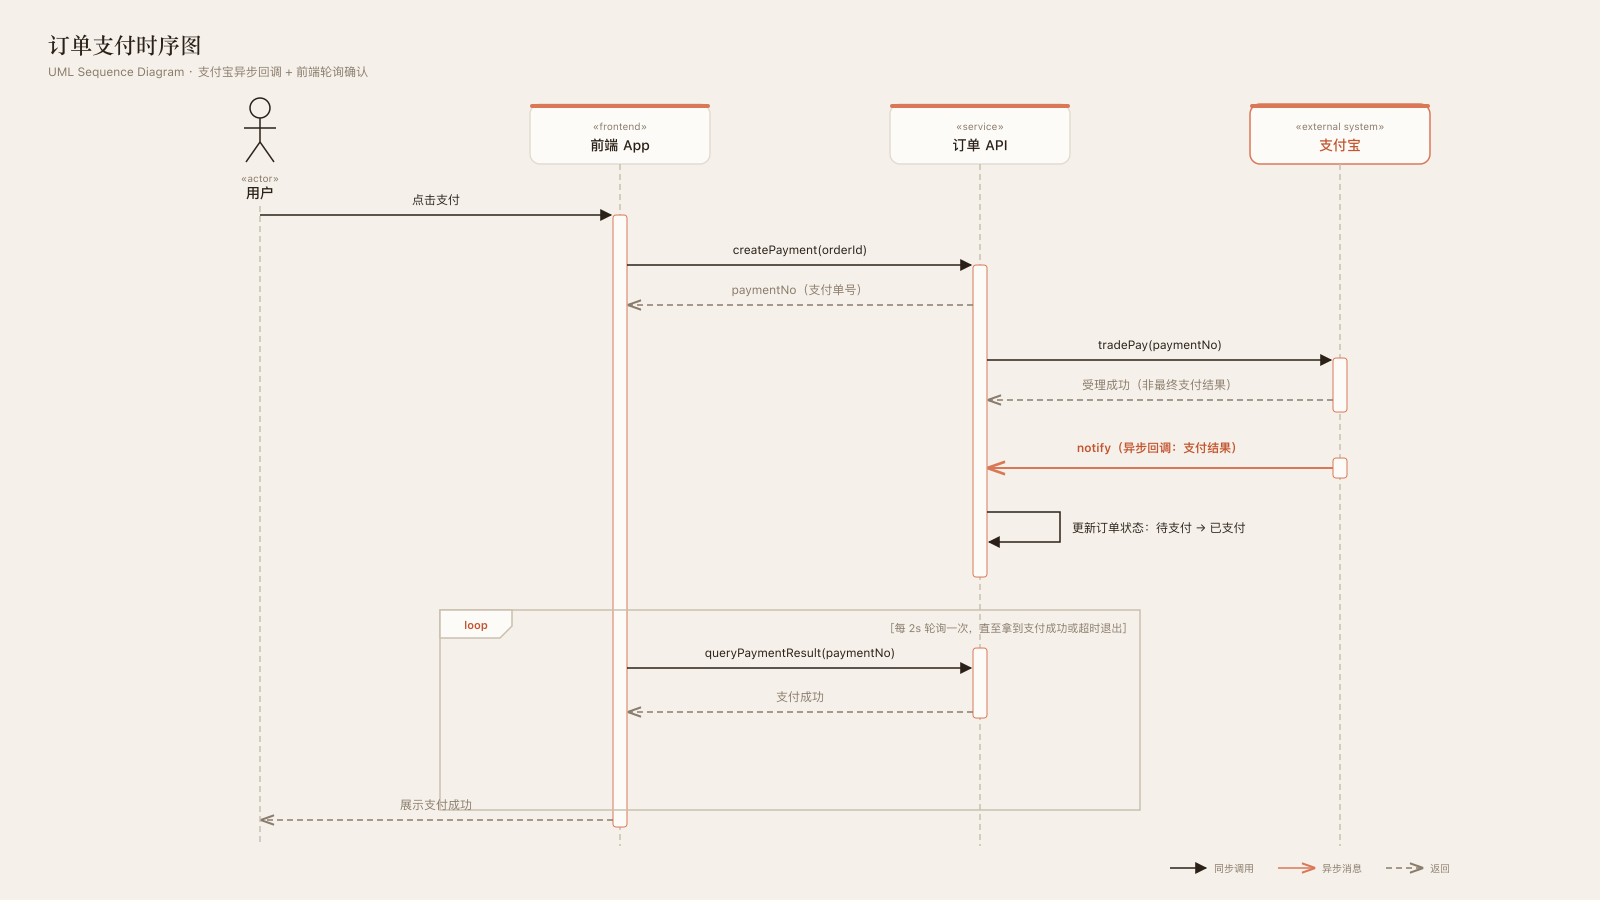 订单支付时序图
UML Sequence Diagram · 支付宝异步回调 + 前端轮询确认
«actor»
用户
«frontend»
前端 App
«service»
订单 API
«external system»
支付宝
点击支付
createPayment(orderId)
paymentNo（支付单号）
tradePay(paymentNo)
受理成功（非最终支付结果）
notify（异步回调：支付结果）
更新订单状态：待支付 → 已支付
loop
[每 2s 轮询一次，直至拿到支付成功或超时退出]
queryPaymentResult(paymentNo)
支付成功
展示支付成功
同步调用
异步消息
返回